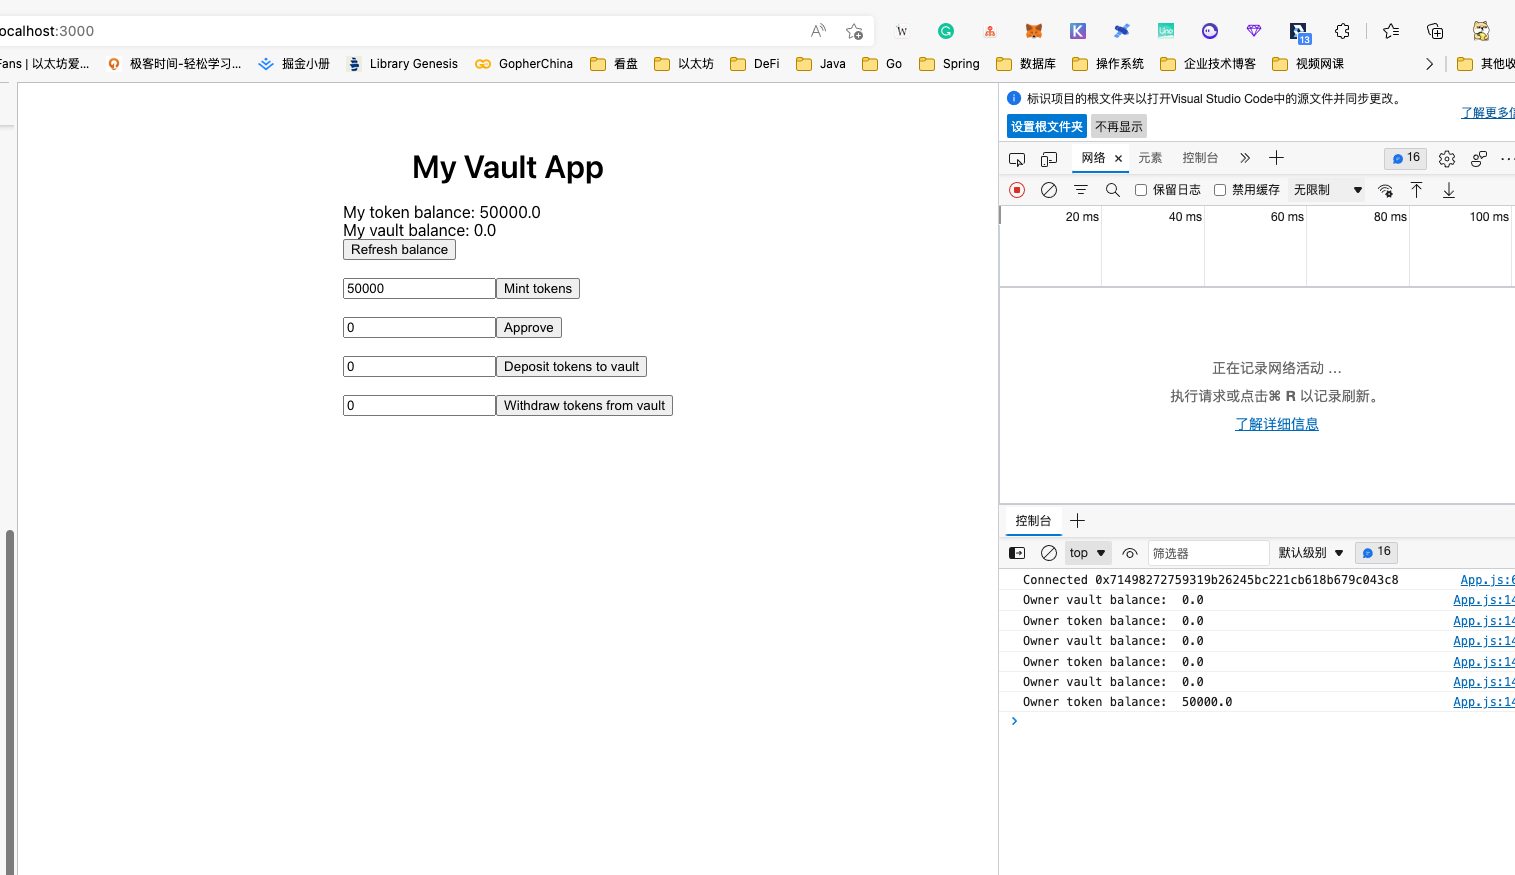 ocalhost:3000
Fans | 以太坊爱... 极客时间-轻松学习... 掘金小册 Library Genesis GopherChina 看盘 以太坊 DeFi Java Go Spring 数据库 操作系统 企业技术博客 视频网课 其他收
13
标识项目的根文件夹以打开Visual Studio Code中的源文件并同步更改。
了解更多信
设置根文件夹 不再显示
网络 元素 控制台 16
保留日志 禁用缓存 无限制
20 ms 40 ms 60 ms 80 ms 100 ms
My Vault App
My token balance: 50000.0
My vault balance: 0.0
Refresh balance
50000 Mint tokens
0 Approve
0 Deposit tokens to vault
0 Withdraw tokens from vault
正在记录网络活动 ...
执行请求或点击⌘ R 以记录刷新。
了解详细信息
控制台
top 筛选器 默认级别 16
Connected 0x71498272759319b26245bc221cb618b679c043c8 App.js:6
Owner vault balance: 0.0 App.js:14
Owner token balance: 0.0 App.js:14
Owner vault balance: 0.0 App.js:14
Owner token balance: 0.0 App.js:14
Owner vault balance: 0.0 App.js:14
Owner token balance: 50000.0 App.js:14